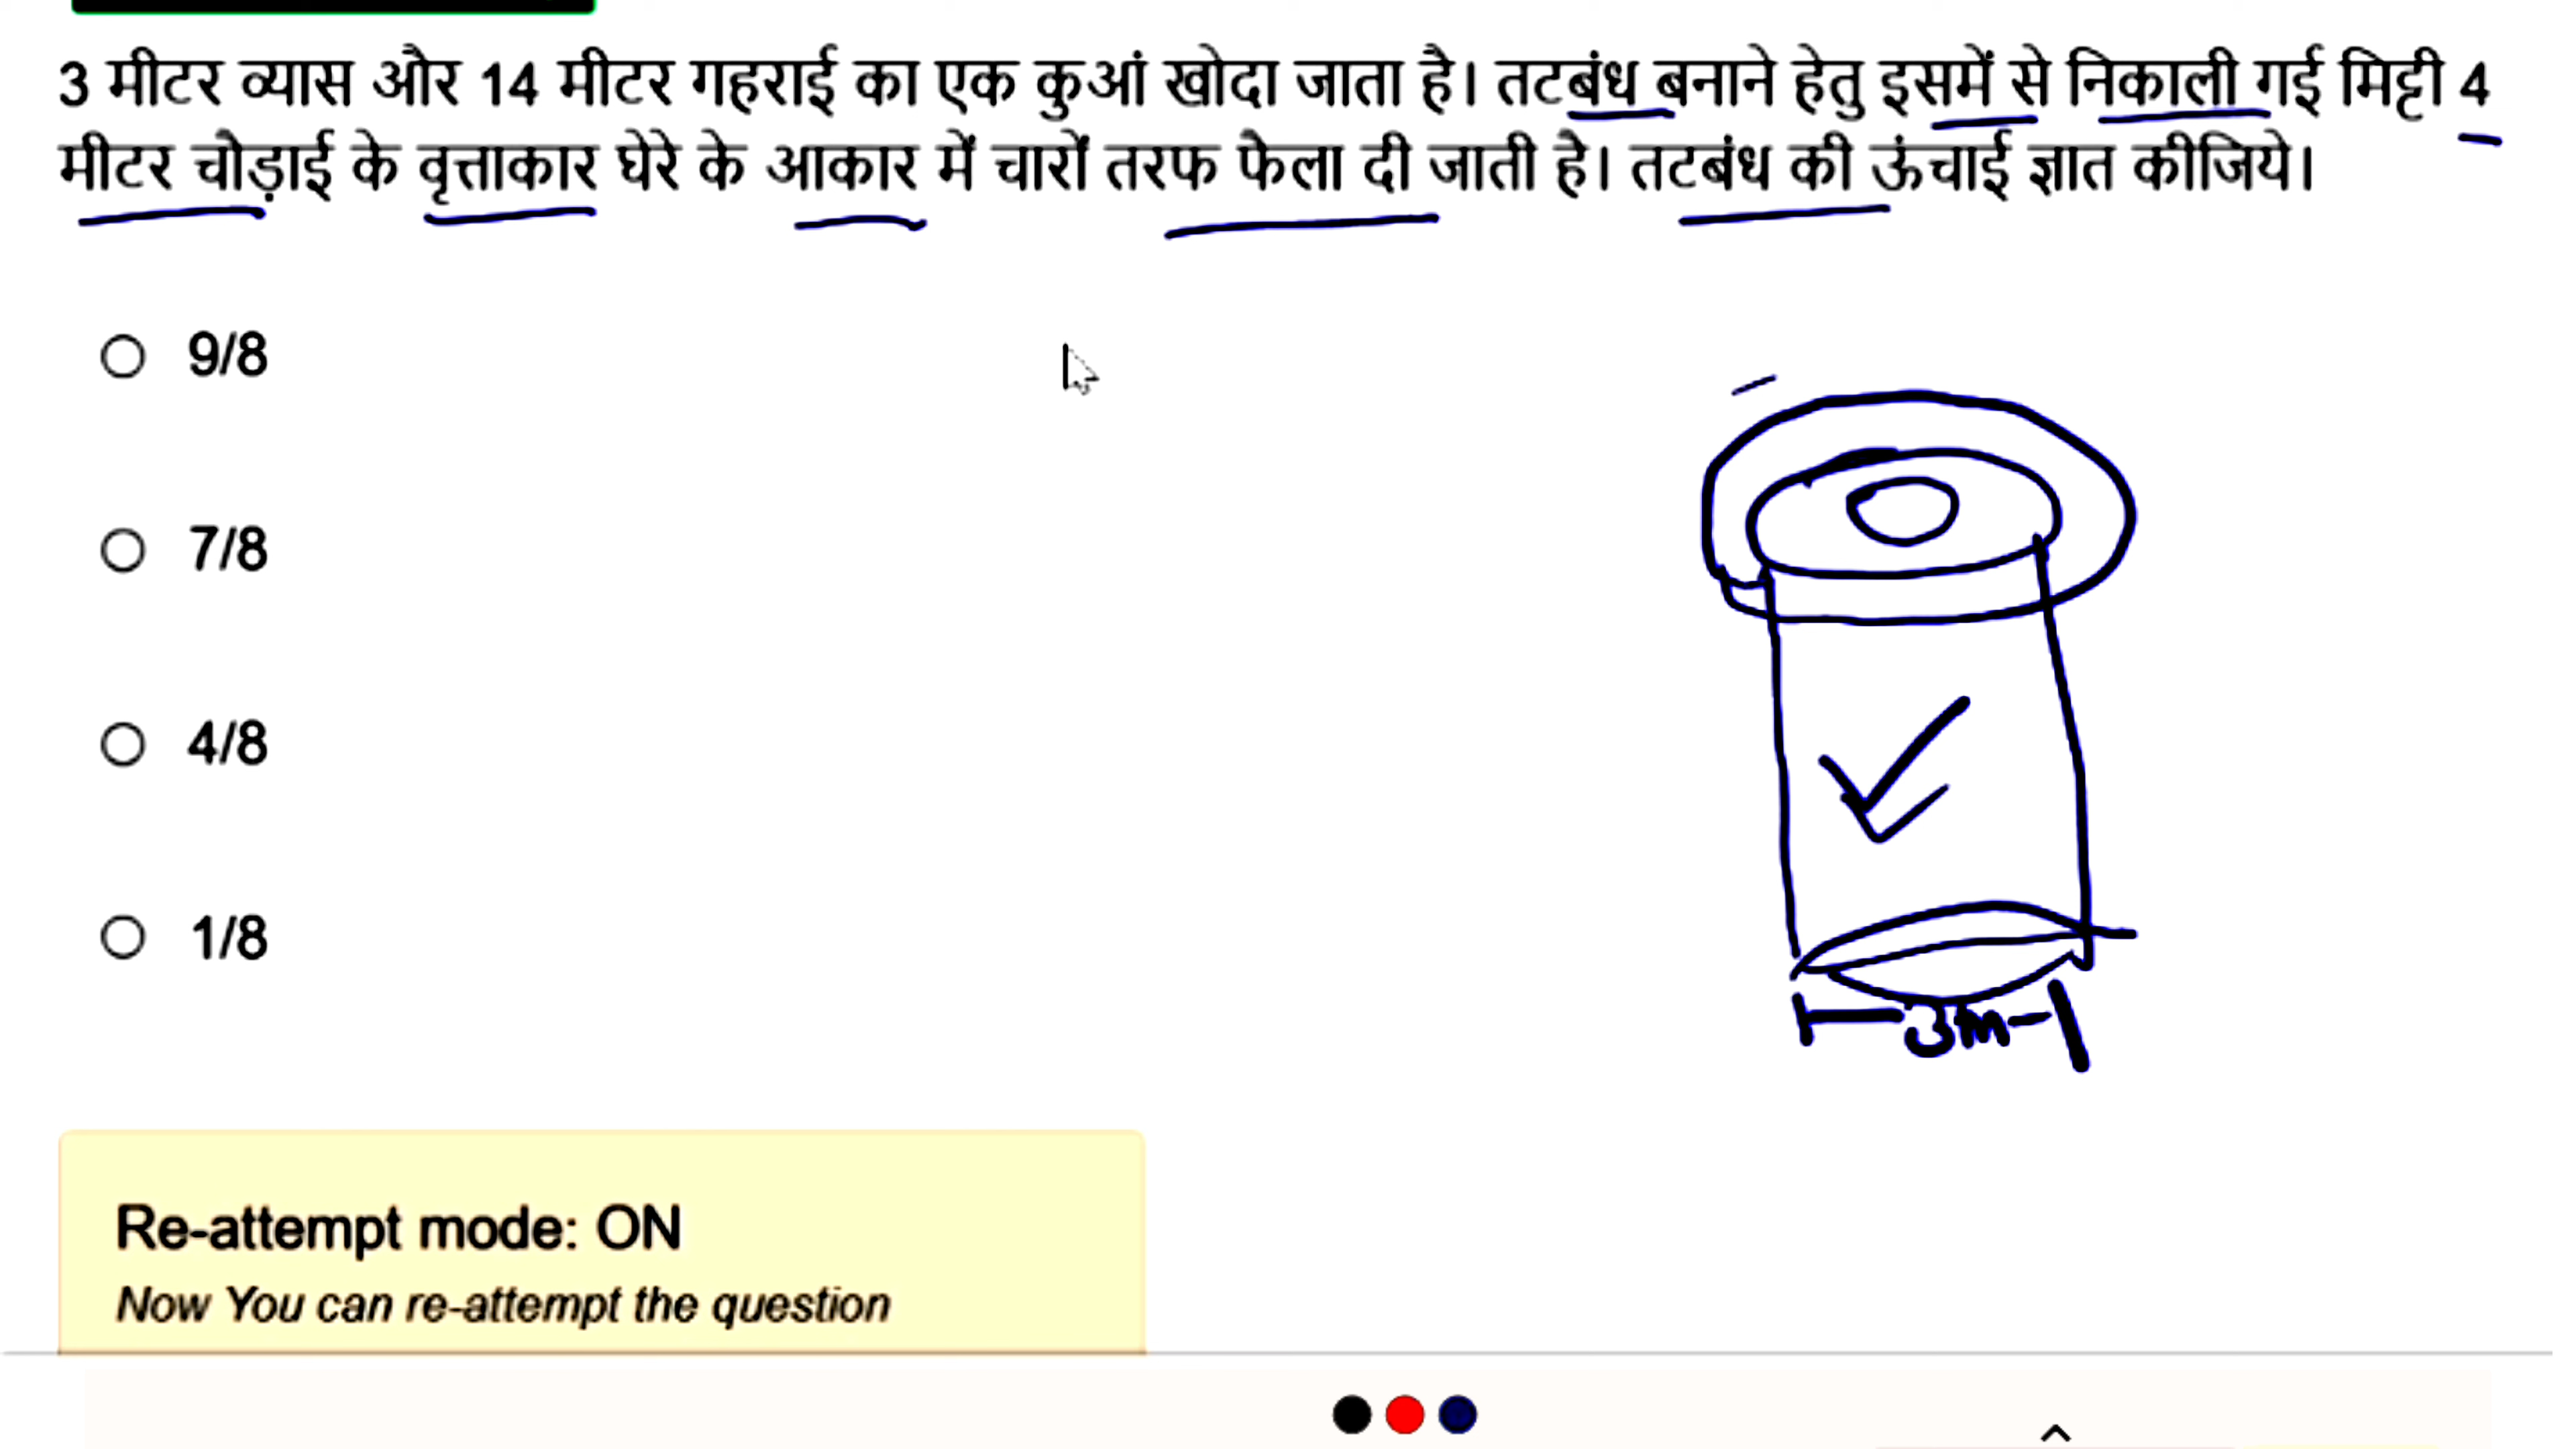 3 मीटर व्यास और 14 मीटर गहराई का एक कुआं खोदा जाता है। तटबंध बनाने हेतु इसमें से निकाली गई मिट्टी 4
मीटर चौड़ाई के वृत्ताकार घेरे के आकार में चारों तरफ फैला दी जाती है। तटबंध की ऊंचाई ज्ञात कीजिये।
9/8
7/8
4/8
1/8
3m
Re-attempt mode: ON
Now You can re-attempt the question